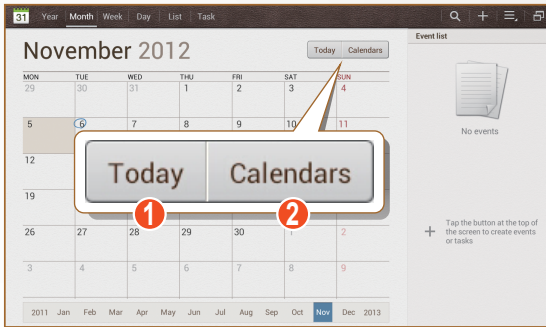 31 Year Month Week Day List Task
November 2012
Today Calendars
MON TUE WED THU FRI SAT SUN
29 30 31 1 2 3 4
5 6 7 8 9 10 11
12
Today Calendars
1 2
19
26 27 28 29 30 1 2
3 4 5 6 7 8 9
2011 Jan Feb Mar Apr May Jun Jul Aug Sep Oct Nov Dec 2013
Event list
No events
Tap the button at the top of
the screen to create events
or tasks